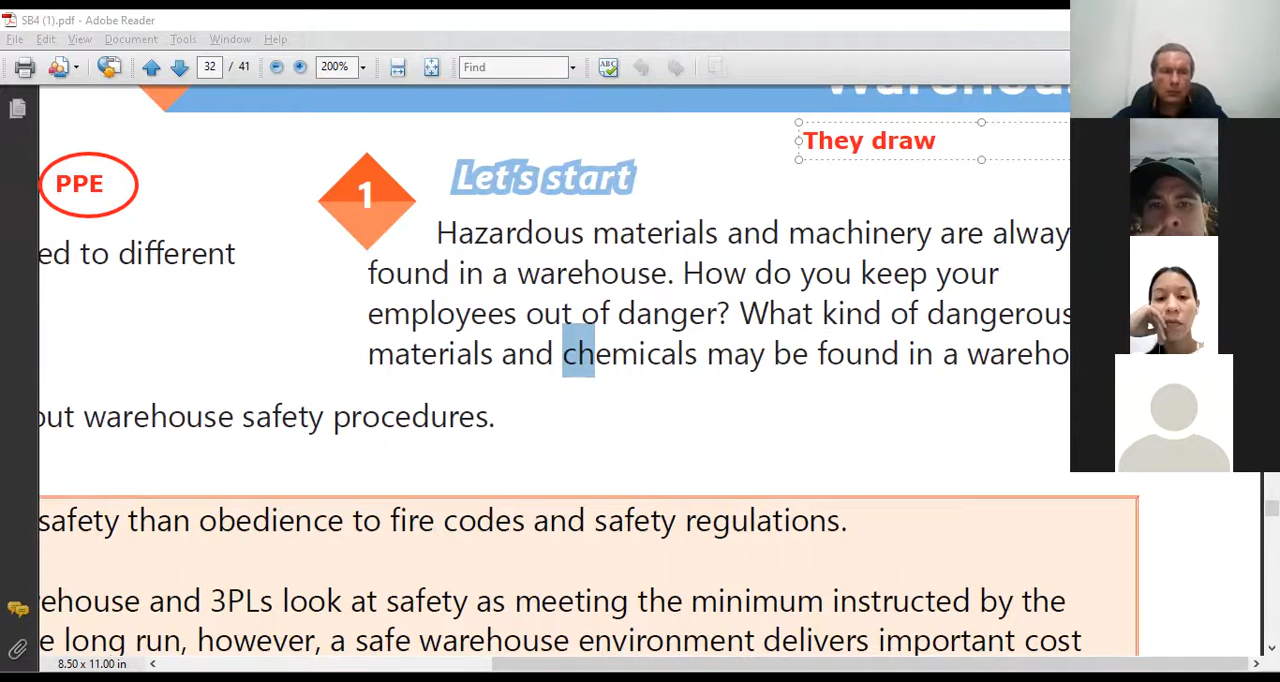 SB4 (1).pdf - Adobe Reader
File Edit View Document Tools Window Help
32 / 41 200% Find
They draw
PPE
1
Let's start
ed to different
Hazardous materials and machinery are alway
found in a warehouse. How do you keep your
employees out of danger? What kind of dangerous
materials and chemicals may be found in a wareho
out warehouse safety procedures.
safety than obedience to fire codes and safety regulations.
ehouse and 3PLs look at safety as meeting the minimum instructed by the
e long run, however, a safe warehouse environment delivers important cost
8.50 x 11.00 in